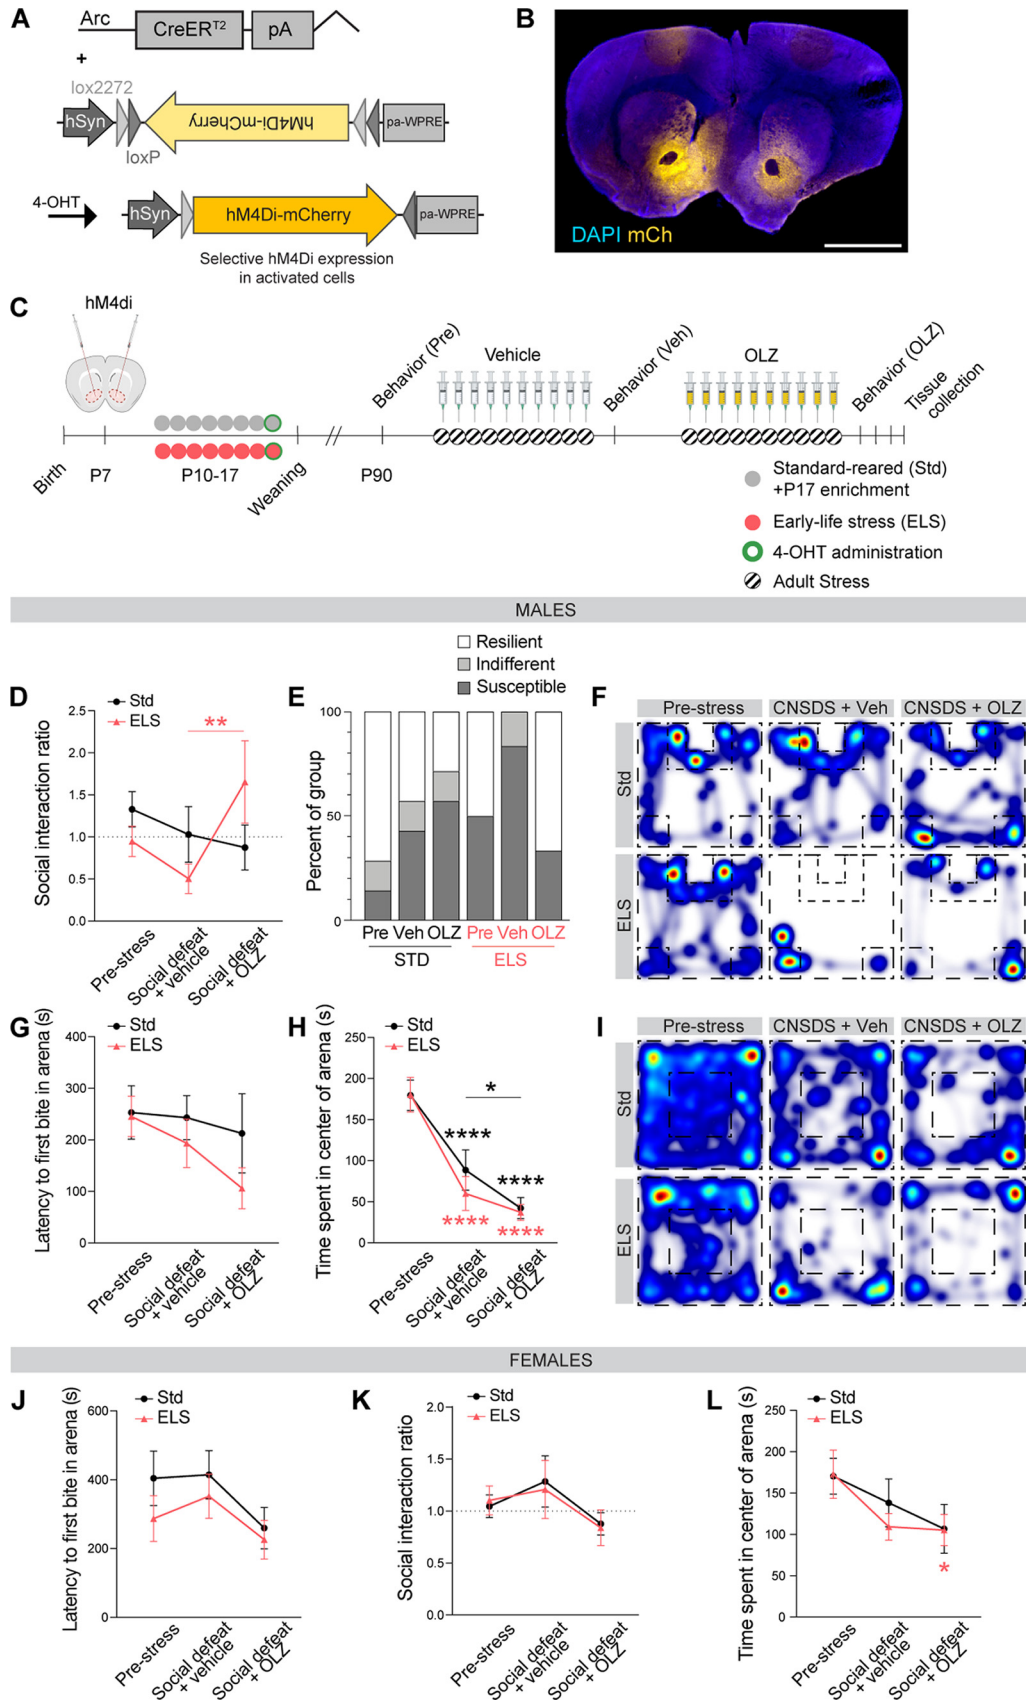 A
Arc
CreERT2
pA
+
lox2272
hSyn
hM4Di-mCherry
pa-WPRE
loxP
4-OHT
hSyn
hM4Di-mCherry
pa-WPRE
Selective hM4Di expression
in activated cells
B
DAPI mCh
C
hM4di
Behavior (Pre)
Vehicle
Behavior (Veh)
OLZ
Behavior (OLZ)
Tissue
collection
Birth
P7
P10-17
Weaning
P90
Standard-reared (Std)
+P17 enrichment
Early-life stress (ELS)
4-OHT administration
Adult Stress
MALES
D
Std
ELS
Social interaction ratio
2.5
2.0
1.5
1.0
0.5
0.0
**
Pre-stress
Social defeat
+ vehicle
Social defeat
+ OLZ
Resilient
Indifferent
Susceptible
E
Percent of group
100
50
0
Pre Veh OLZ
Pre Veh OLZ
STD
ELS
F
Pre-stress
CNSDS + Veh
CNSDS + OLZ
Std
ELS
G
Std
ELS
Latency to first bite in arena (s)
400
300
200
100
0
Pre-stress
Social defeat
+ vehicle
Social defeat
+ OLZ
H
Std
ELS
Time spent in center of arena (s)
250
200
150
100
50
0
*
****
****
****
****
Pre-stress
Social defeat
+ vehicle
Social defeat
+ OLZ
I
Pre-stress
CNSDS + Veh
CNSDS + OLZ
Std
ELS
FEMALES
J
Std
ELS
Latency to first bite in arena (s)
600
400
200
0
Pre-stress
Social defeat
+ vehicle
Social defeat
+ OLZ
K
Std
ELS
Social interaction ratio
2.0
1.5
1.0
0.5
0.0
Pre-stress
Social defeat
+ vehicle
Social defeat
+ OLZ
L
Std
ELS
Time spent in center of arena (s)
250
200
150
100
50
0
*
Pre-stress
Social defeat
+ vehicle
Social defeat
+ OLZ